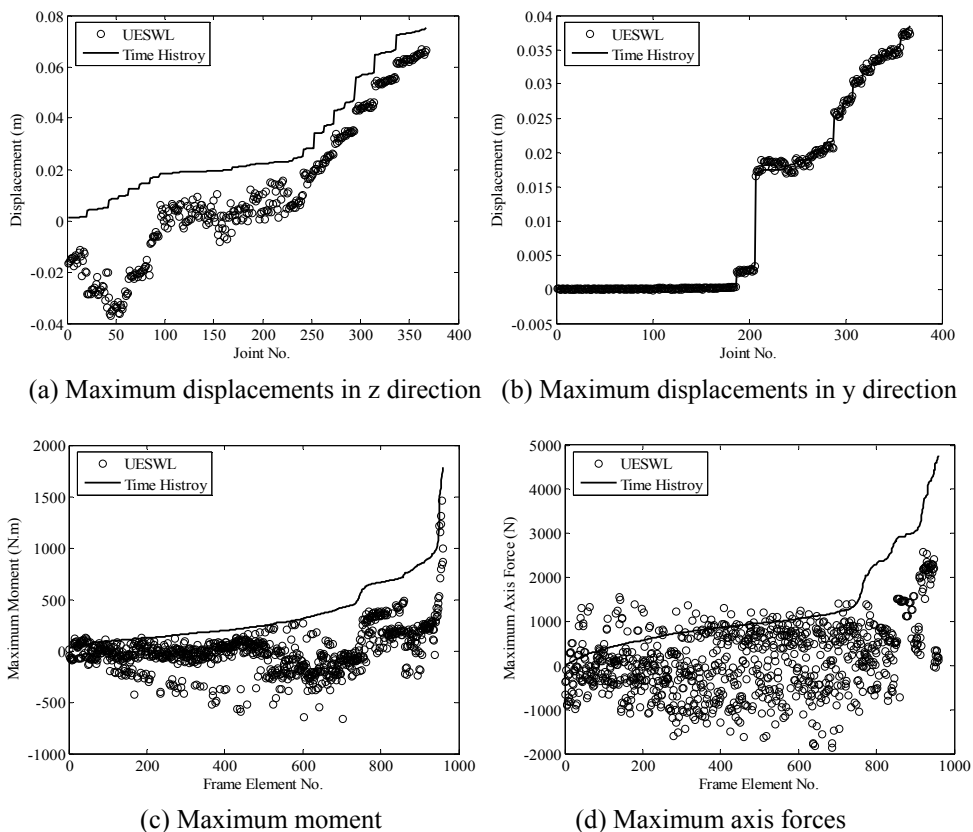 0.08
0.06
0.04
0.02
0
-0.02
-0.04
Displacement (m)
UESWL
Time Histroy
0 50 100 150 200 250 300 350 400
Joint No.
(a) Maximum displacements in z direction
0.04
0.035
0.03
0.025
0.02
0.015
0.01
0.005
0
-0.005
Displacement (m)
UESWL
Time Histroy
0 100 200 300 400
Joint No.
(b) Maximum displacements in y direction
2000
1500
1000
500
0
-500
-1000
Maximum Moment (N.m)
UESWL
Time Histroy
0 200 400 600 800 1000
Frame Element No.
(c) Maximum moment
5000
4000
3000
2000
1000
0
-1000
-2000
Maximum Axis Force (N)
UESWL
Time Histroy
0 200 400 600 800 1000
Frame Element No.
(d) Maximum axis forces